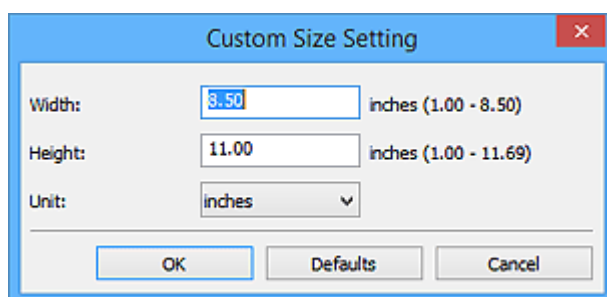 Custom Size Setting
Width: 8.50 inches (1.00 - 8.50)
Height: 11.00 inches (1.00 - 11.69)
Unit: inches
OK Defaults Cancel